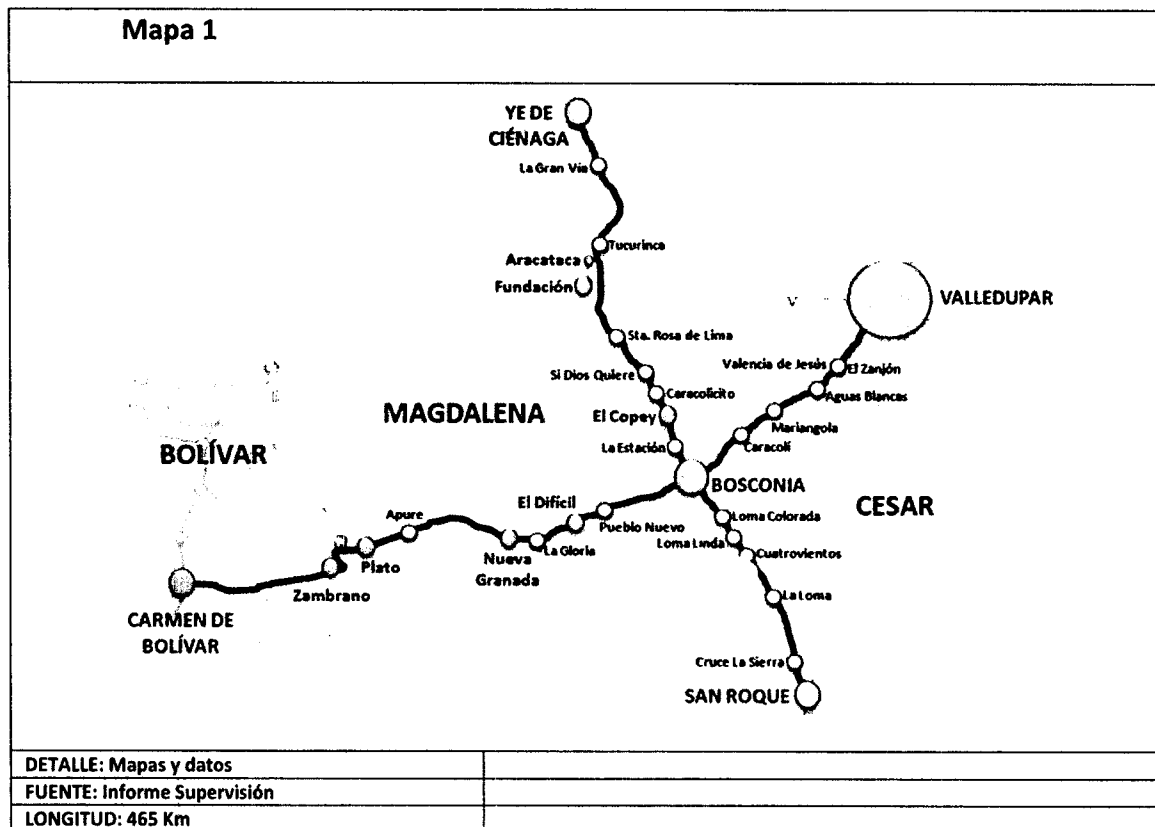 Mapa 1
YE DE
CIÉNAGA
La Gran Via
Tucurinca
Aracataca
Fundación
VALLEDUPAR
Sta. Rosa de Lima
Valencia de Jesús
El Zanjón
Si Dios Quiere
Caracolicito
Aguas Blancas
MAGDALENA
El Copey
Mariangola
La Estación
Caracolí
BOLÍVAR
BOSCONIA
CESAR
El Difícil
Apure
Pueblo Nuevo
Loma Colorada
La Gloria
Loma Linda
Cuatrovientos
Nueva
Granada
Plato
Zambrano
La Loma
CARMEN DE
BOLÍVAR
Cruce La Sierra
SAN ROQUE
DETALLE: Mapas y datos
FUENTE: Informe Supervisión
LONGITUD: 465 Km